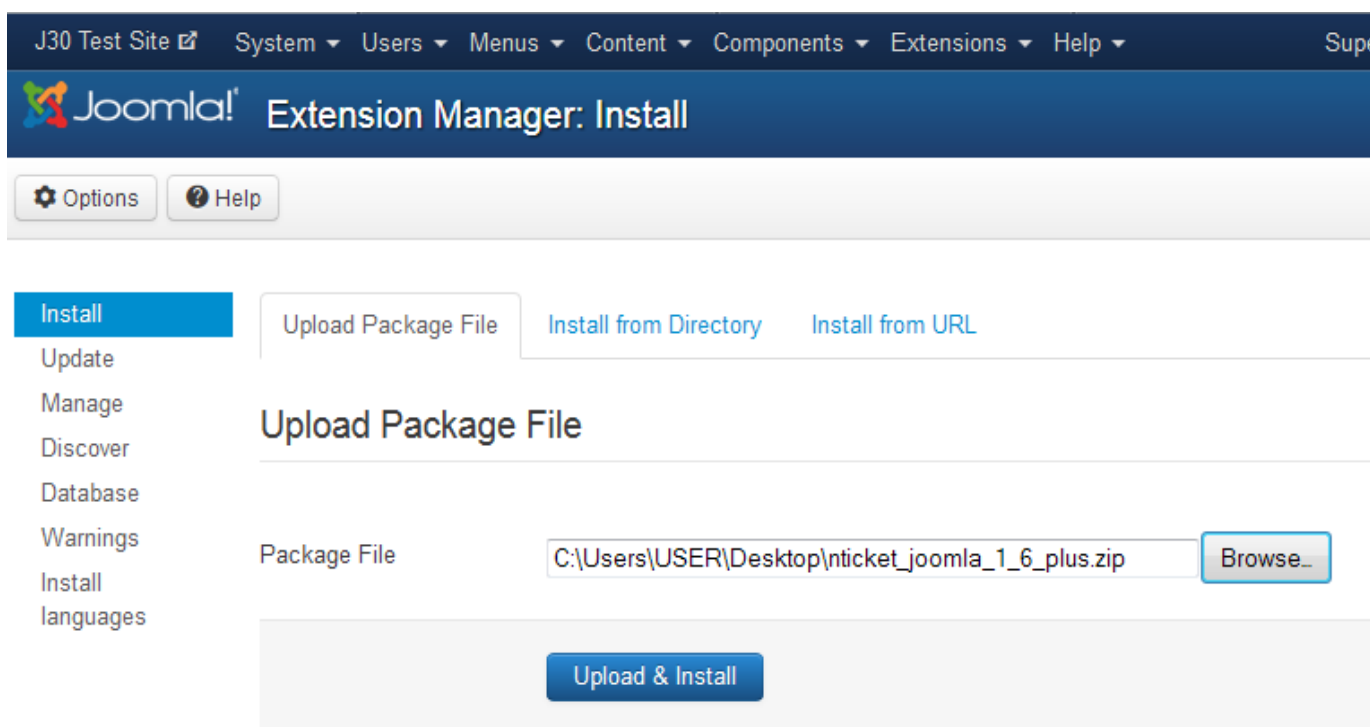 J30 Test Site System Users Menus Content Components Extensions Help
Joomla! Extension Manager: Install
Options Help
Install
Update
Manage
Discover
Database
Warnings
Install
languages
Upload Package File Install from Directory Install from URL
Upload Package File
Package File C:\Users\USER\Desktop\nticket_joomla_1_6_plus.zip Browse...
Upload & Install